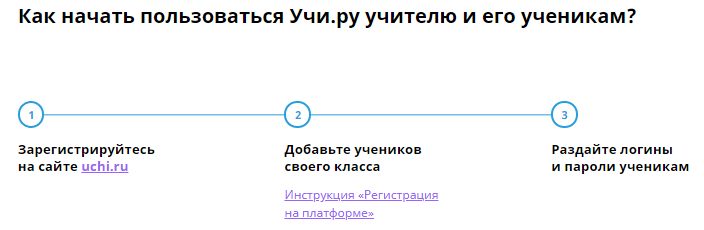 Как начать пользоваться Учи.ру учителю и его ученикам?
1
2
3
Зарегистрируйтесь
на сайте uchi.ru
Добавьте учеников
своего класса
Инструкция «Регистрация
на платформе»
Раздайте логины
и пароли ученикам